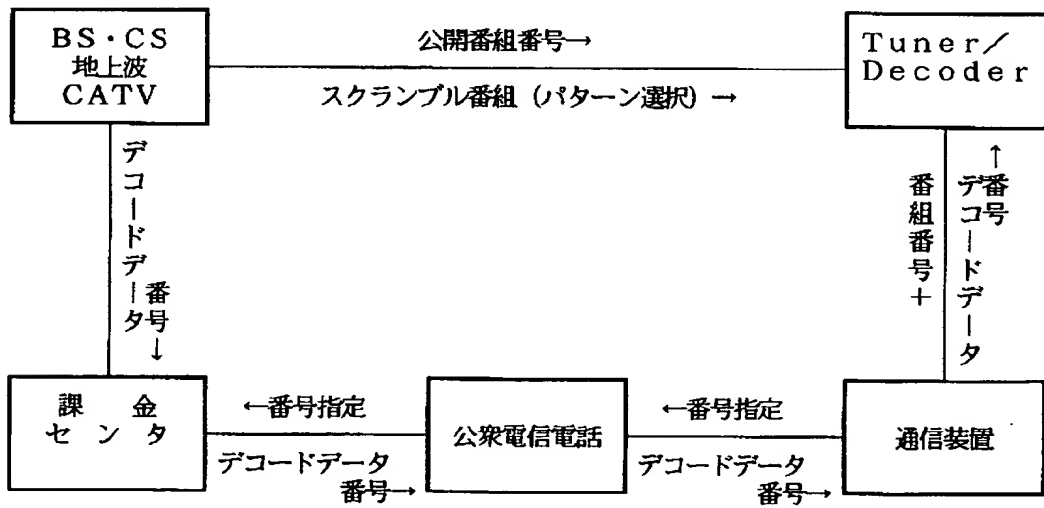 BS・CS
地上波
CATV
公開番組番号→
スクランブル番組（パターン選択）→
Tuner／
Decoder
デコードデータ
番号↓
番組番号＋
デコードデータ
番号→
課　金
センタ
←番号指定
デコードデータ
番号→
公衆電信電話
←番号指定
デコードデータ
番号→
通信装置